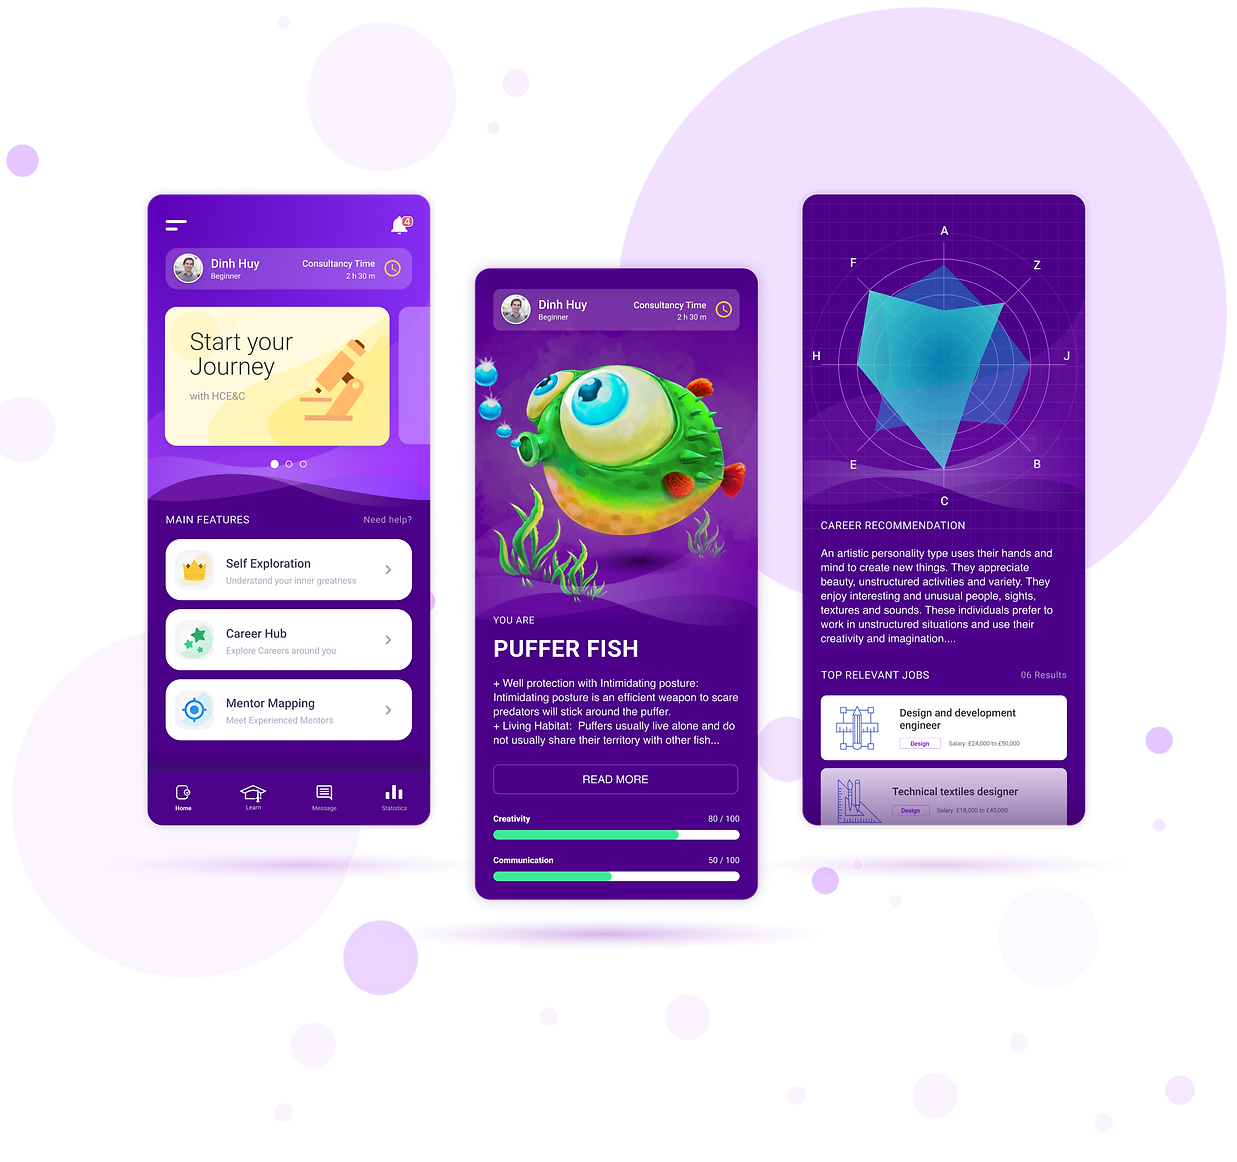 4
Dinh Huy
Beginner
Consultancy Time
2 h 30 m
Start your
Journey
with HCE&C
MAIN FEATURES
Need help?
Self Exploration
Understand your inner greatness
Career Hub
Explore Careers around you
Mentor Mapping
Meet Experienced Mentors
Home
Learn
Message
Statistics
Dinh Huy
Beginner
Consultancy Time
2 h 30 m
YOU ARE
PUFFER FISH
+ Well protection with Intimidating posture:
Intimidating posture is an efficient weapon to scare
predators will stick around the puffer.
+ Living Habitat:  Puffers usually live alone and do
not usually share their territory with other fish...
READ MORE
Creativity
80 / 100
Communication
50 / 100
A
F
Z
H
J
E
B
C
CAREER RECOMMENDATION
An artistic personality type uses their hands and
mind to create new things. They appreciate
beauty, unstructured activities and variety. They
enjoy interesting and unusual people, sights,
textures and sounds. These individuals prefer to
work in unstructured situations and use their
creativity and imagination....
TOP RELEVANT JOBS
06 Results
Design and development
engineer
Design
Salary: £24,000 to £50,000
Technical textiles designer
Design
Salary: £18,000 to £40,000